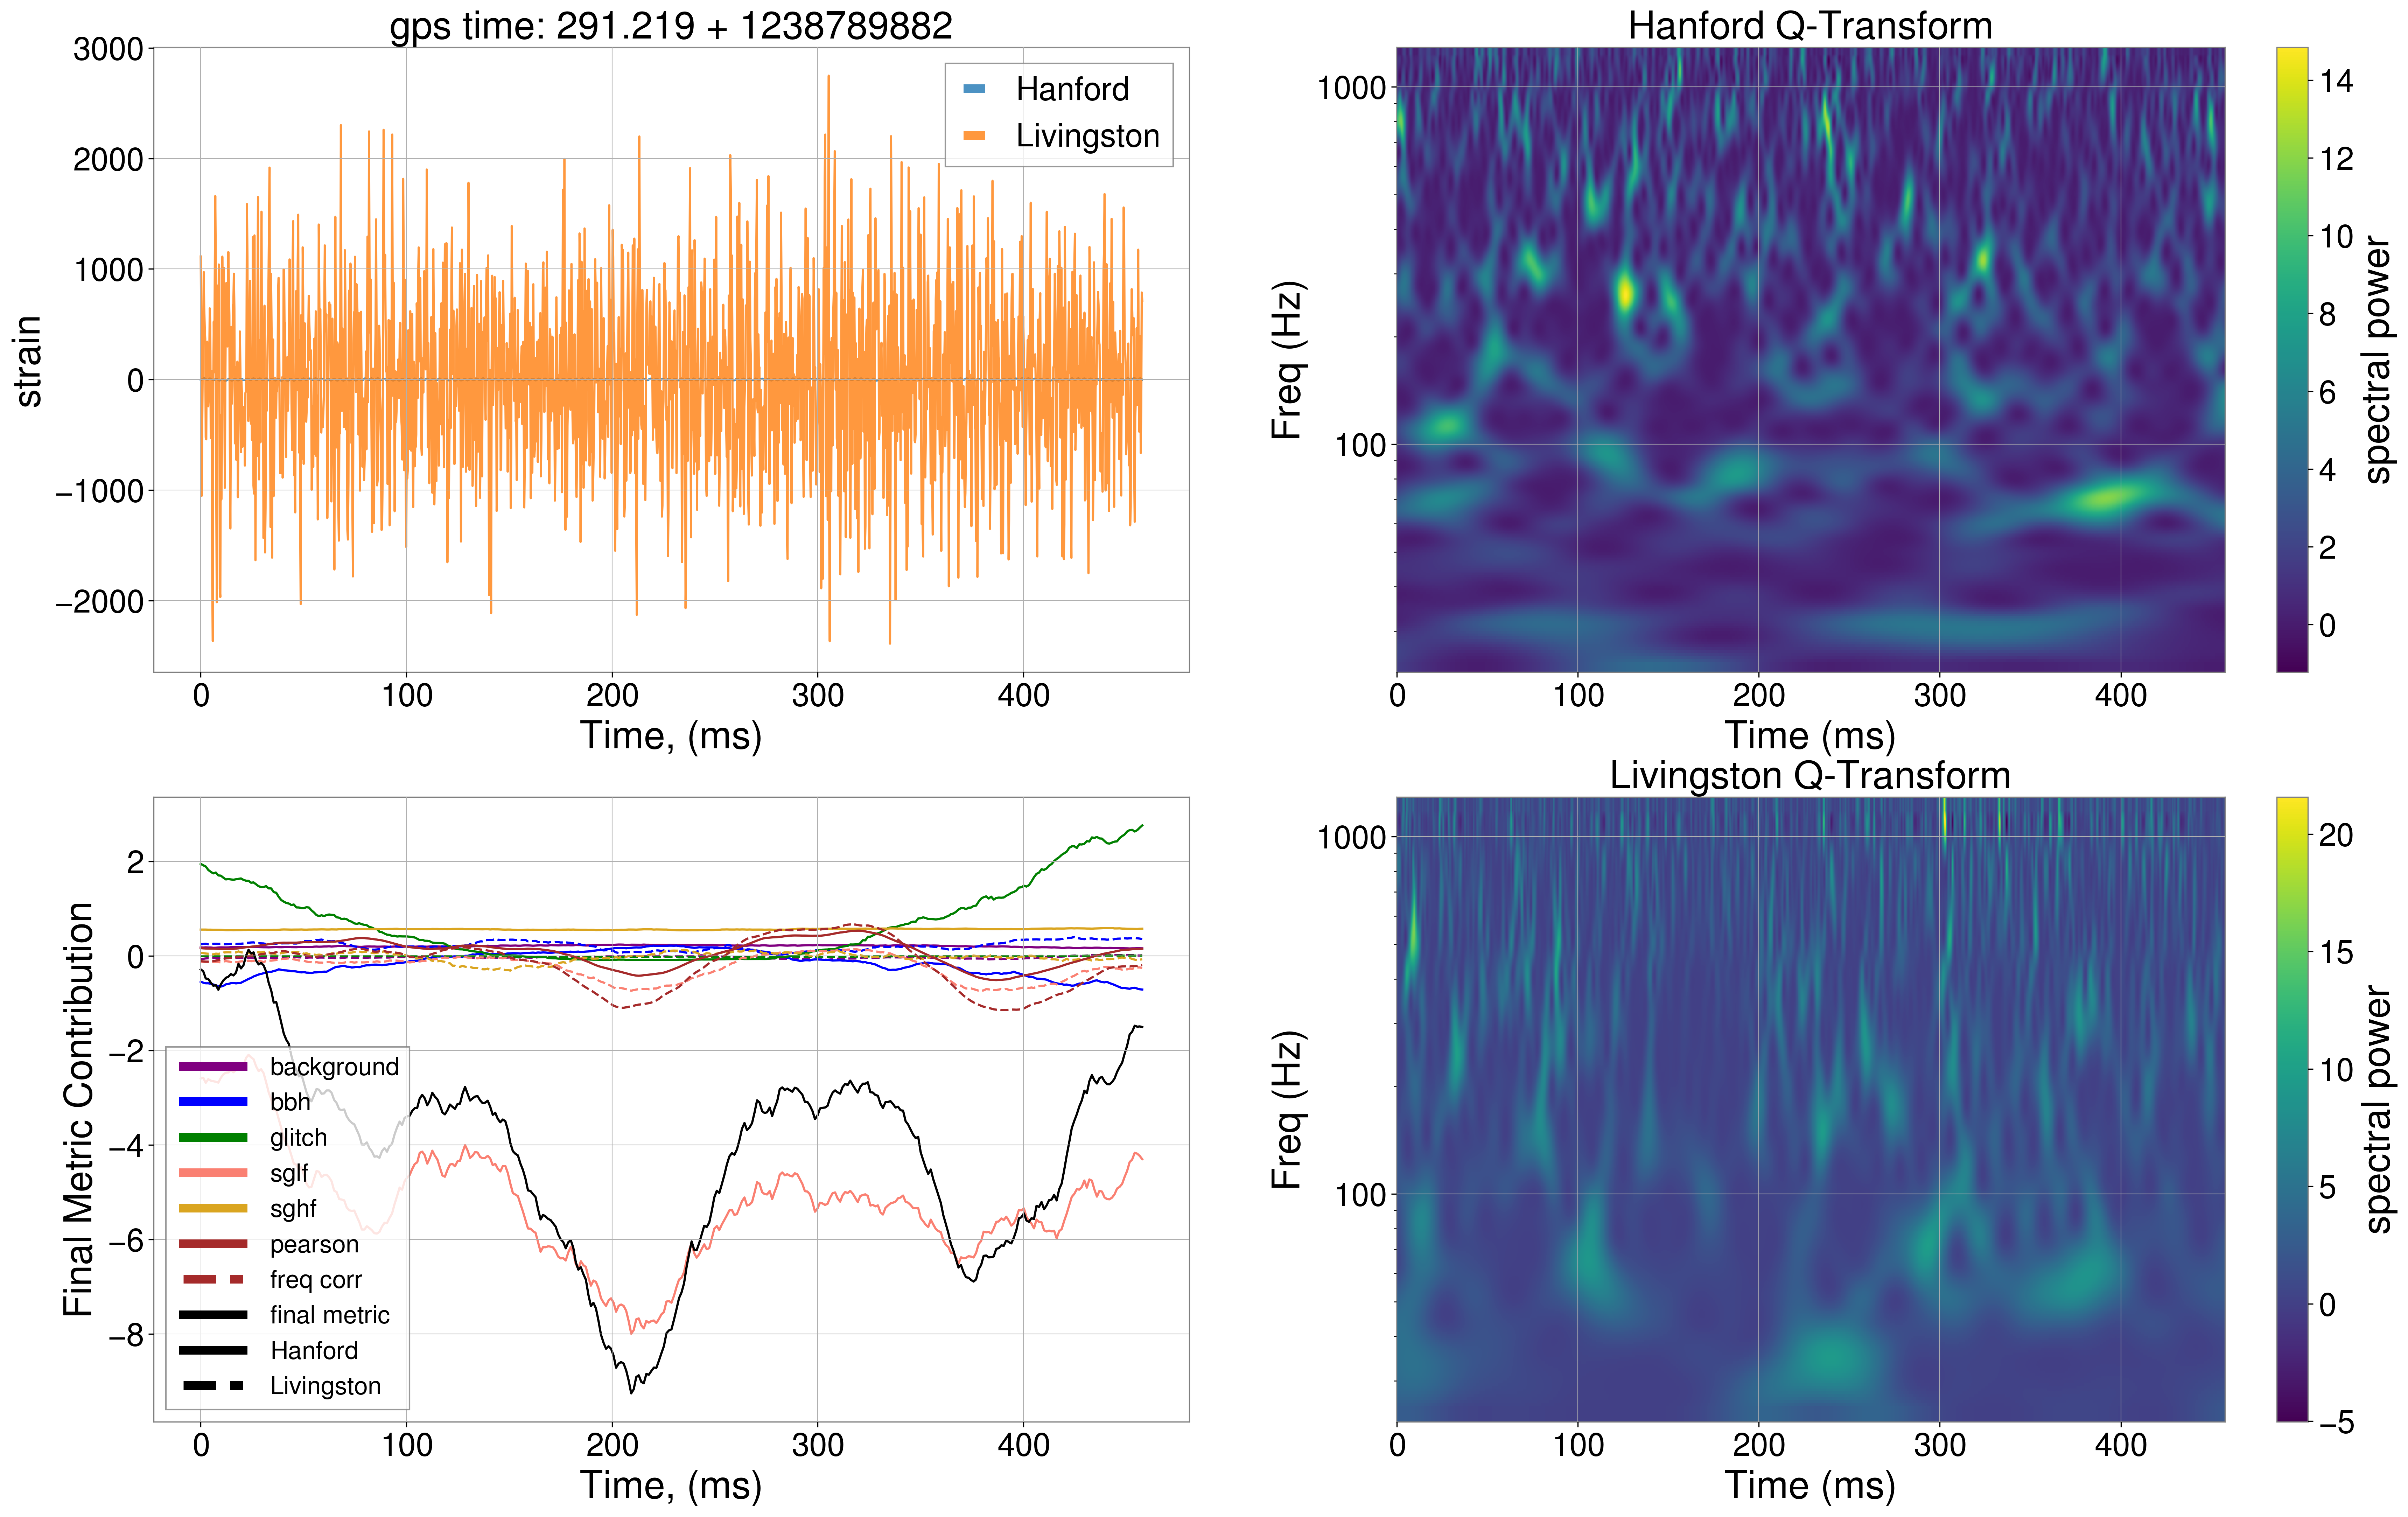 gps time: 291.219 + 1238789882
3000
2000
1000
0
−1000
−2000
strain
0 100 200 300 400
Time, (ms)
Hanford
Livingston
Hanford Q-Transform
1000
100
Freq (Hz)
0 100 200 300 400
Time (ms)
14
12
10
8
6
4
2
0
spectral power
2
0
−2
−4
−6
−8
Final Metric Contribution
background
bbh
glitch
sglf
sghf
pearson
freq corr
final metric
Hanford
Livingston
0 100 200 300 400
Time, (ms)
Livingston Q-Transform
1000
100
Freq (Hz)
0 100 200 300 400
Time (ms)
20
15
10
5
0
−5
spectral power